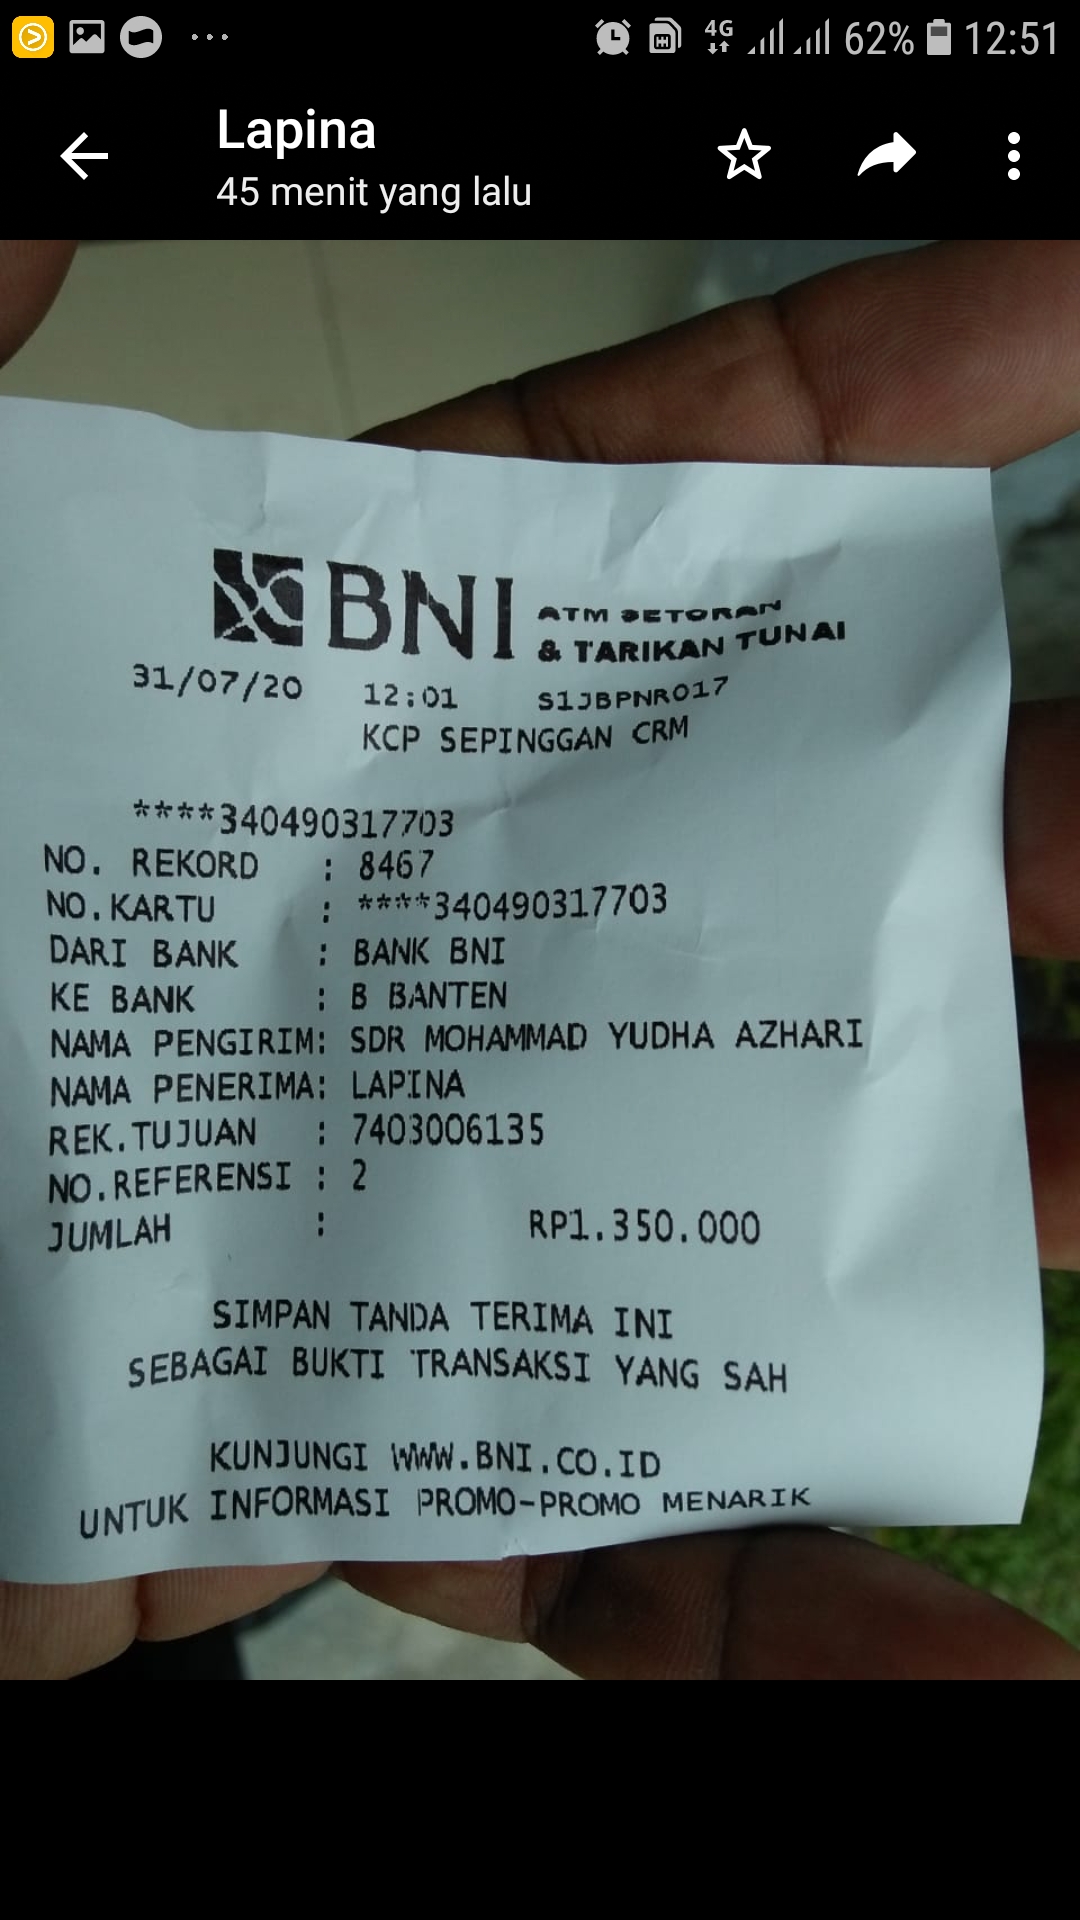 62% 12:51
4G
Lapina
45 menit yang lalu
BNI ATM SETORAN
& TARIKAN TUNAI
31/07/20 12:01 S1JBPNR017
KCP SEPINGGAN CRM
****340490317703
NO. REKORD : 8467
NO.KARTU : ****340490317703
DARI BANK : BANK BNI
KE BANK : B BANTEN
NAMA PENGIRIM: SDR MOHAMMAD YUDHA AZHARI
NAMA PENERIMA: LAPINA
REK.TUJUAN : 7403006135
NO.REFERENSI : 2
JUMLAH : RP1.350.000
SIMPAN TANDA TERIMA INI
SEBAGAI BUKTI TRANSAKSI YANG SAH
KUNJUNGI WWW.BNI.CO.ID
UNTUK INFORMASI PROMO-PROMO MENARIK